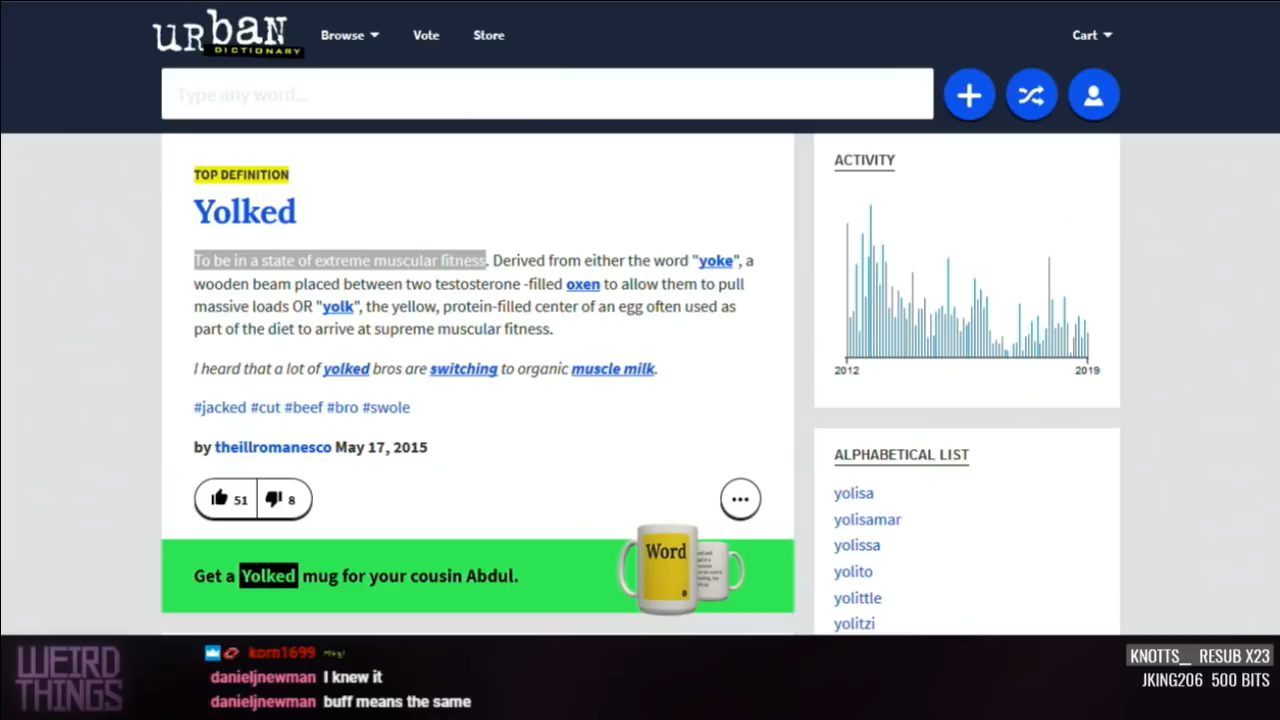 urban
DICTIONARY
Browse
Vote
Store
Cart
Type any word...
TOP DEFINITION
Yolked
To be in a state of extreme muscular fitness. Derived from either the word "yoke", a
wooden beam placed between two testosterone -filled oxen to allow them to pull
massive loads OR "yolk", the yellow, protein-filled center of an egg often used as
part of the diet to arrive at supreme muscular fitness.
I heard that a lot of yolked bros are switching to organic muscle milk.
#jacked #cut #beef #bro #swole
by theillromanesco May 17, 2015
51
8
Get a Yolked mug for your cousin Abdul.
Word
ACTIVITY
2012
2019
ALPHABETICAL LIST
yolisa
yolisamar
yolissa
yolito
yolittle
yolitzi
WEIRD
THINGS
korn1699
danieljnewman I knew it
danieljnewman buff means the same
KNOTTS_ RESUB X23
JKING206 500 BITS